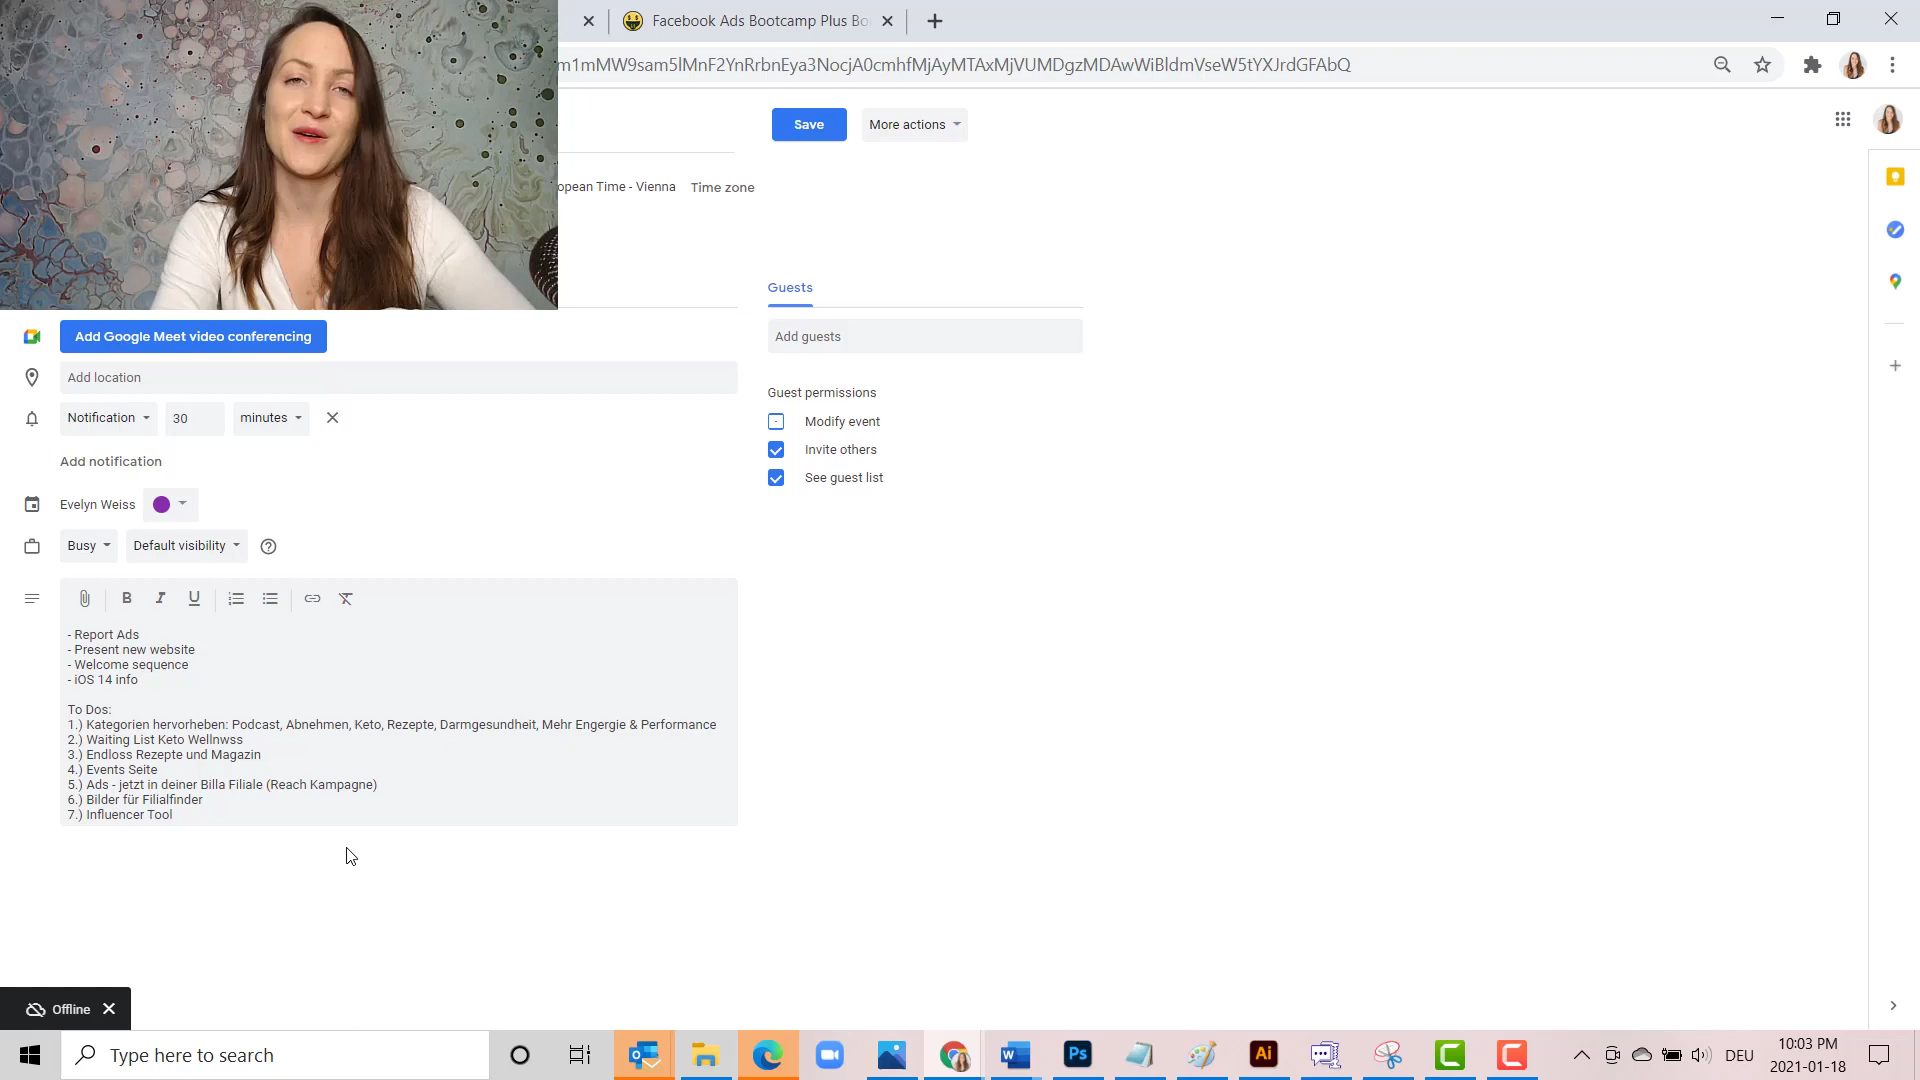 Facebook Ads Bootcamp Plus Bo
m1mMW9sam5lMnF2YnRrbnEya3NocjA0cmhfMjAyMTAxMjVUMDgzMDAwWiBldmVseW5tYXJrdGFAbQ
Save
More actions
opean Time - Vienna
Time zone
Guests
Add Google Meet video conferencing
Add guests
Add location
Guest permissions
Notification
30
minutes
Modify event
Invite others
Add notification
See guest list
Evelyn Weiss
Busy
Default visibility
B I U
- Report Ads
- Present new website
- Welcome sequence
- iOS 14 info
To Dos:
1.) Kategorien hervorheben: Podcast, Abnehmen, Keto, Rezepte, Darmgesundheit, Mehr Engergie & Performance
2.) Waiting List Keto Wellnwss
3.) Endloss Rezepte und Magazin
4.) Events Seite
5.) Ads - jetzt in deiner Billa Filiale (Reach Kampagne)
6.) Bilder für Filialfinder
7.) Influencer Tool
Offline
Type here to search
Ps
Ai
DEU
10:03 PM
2021-01-18